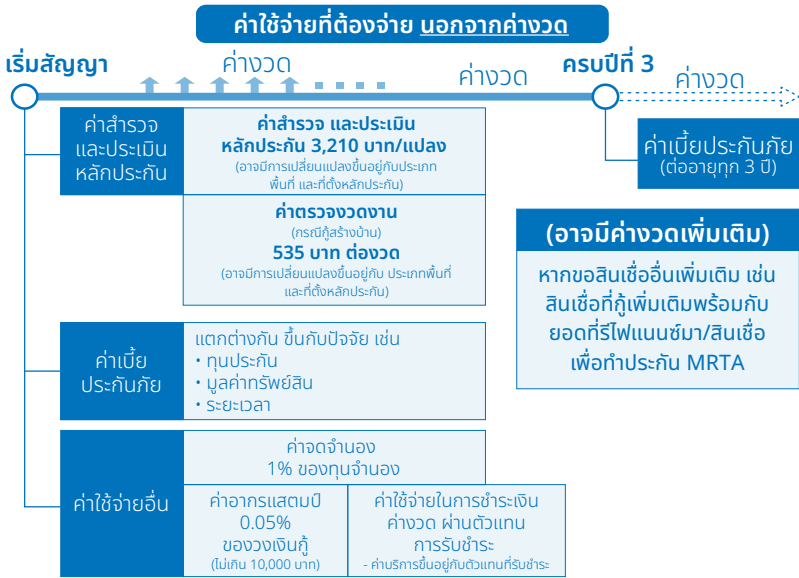 ค่าใช้จ่ายที่ต้องจ่าย นอกจากค่างวด
เริ่มสัญญา
ค่างวด
ค่างวด
ครบปีที่ 3
ค่างวด
ค่าสำรวจ
และประเมิน
หลักประกัน
ค่าสำรวจ และประเมิน
หลักประกัน 3,210 บาท/แปลง
(อาจมีการเปลี่ยนแปลงขึ้นอยู่กับประเภท
พื้นที่ และที่ตั้งหลักประกัน)
ค่าตรวจงวดงาน
(กรณีกู้สร้างบ้าน)
535 บาท ต่องวด
(อาจมีการเปลี่ยนแปลงขึ้นอยู่กับ ประเภทพื้นที่
และที่ตั้งหลักประกัน)
ค่าเบี้ยประกันภัย
(ต่ออายุทุก 3 ปี)
(อาจมีค่างวดเพิ่มเติม)
หากขอสินเชื่ออื่นเพิ่มเติม เช่น
สินเชื่อที่กู้เพิ่มเติมพร้อมกับ
ยอดที่รีไฟแนนซ์มา/สินเชื่อ
เพื่อทำประกัน MRTA
ค่าเบี้ย
ประกันภัย
แตกต่างกัน ขึ้นกับปัจจัย เช่น
• ทุนประกัน
• มูลค่าทรัพย์สิน
• ระยะเวลา
ค่าใช้จ่ายอื่น
ค่าจดจำนอง
1% ของทุนจำนอง
ค่าอากรแสตมป์
0.05%
ของวงเงินกู้
(ไม่เกิน 10,000 บาท)
ค่าใช้จ่ายในการชำระเงิน
ค่างวด ผ่านตัวแทน
การรับชำระ
- ค่าบริการขึ้นอยู่กับตัวแทนที่รับชำระ